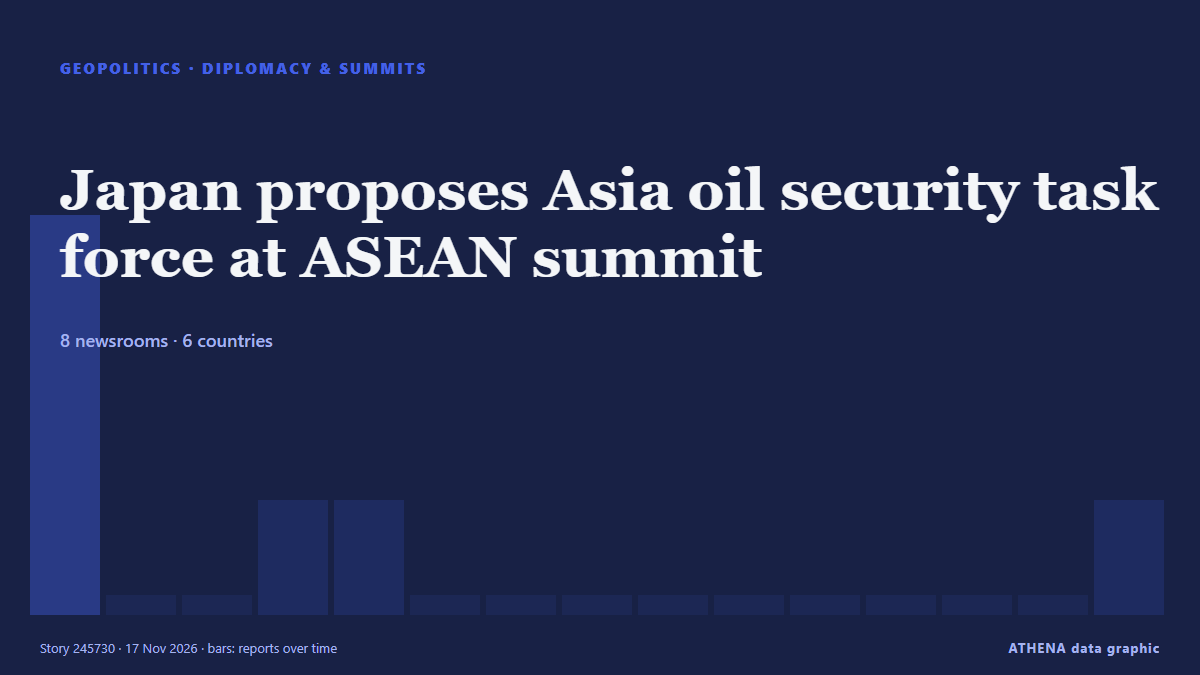 GEOPOLITICS · DIPLOMACY & SUMMITS
Japan proposes Asia oil security task
force at ASEAN summit
8 newsrooms · 6 countries
Story 245730 · 17 Nov 2026 · bars: reports over time
ATHENA data graphic